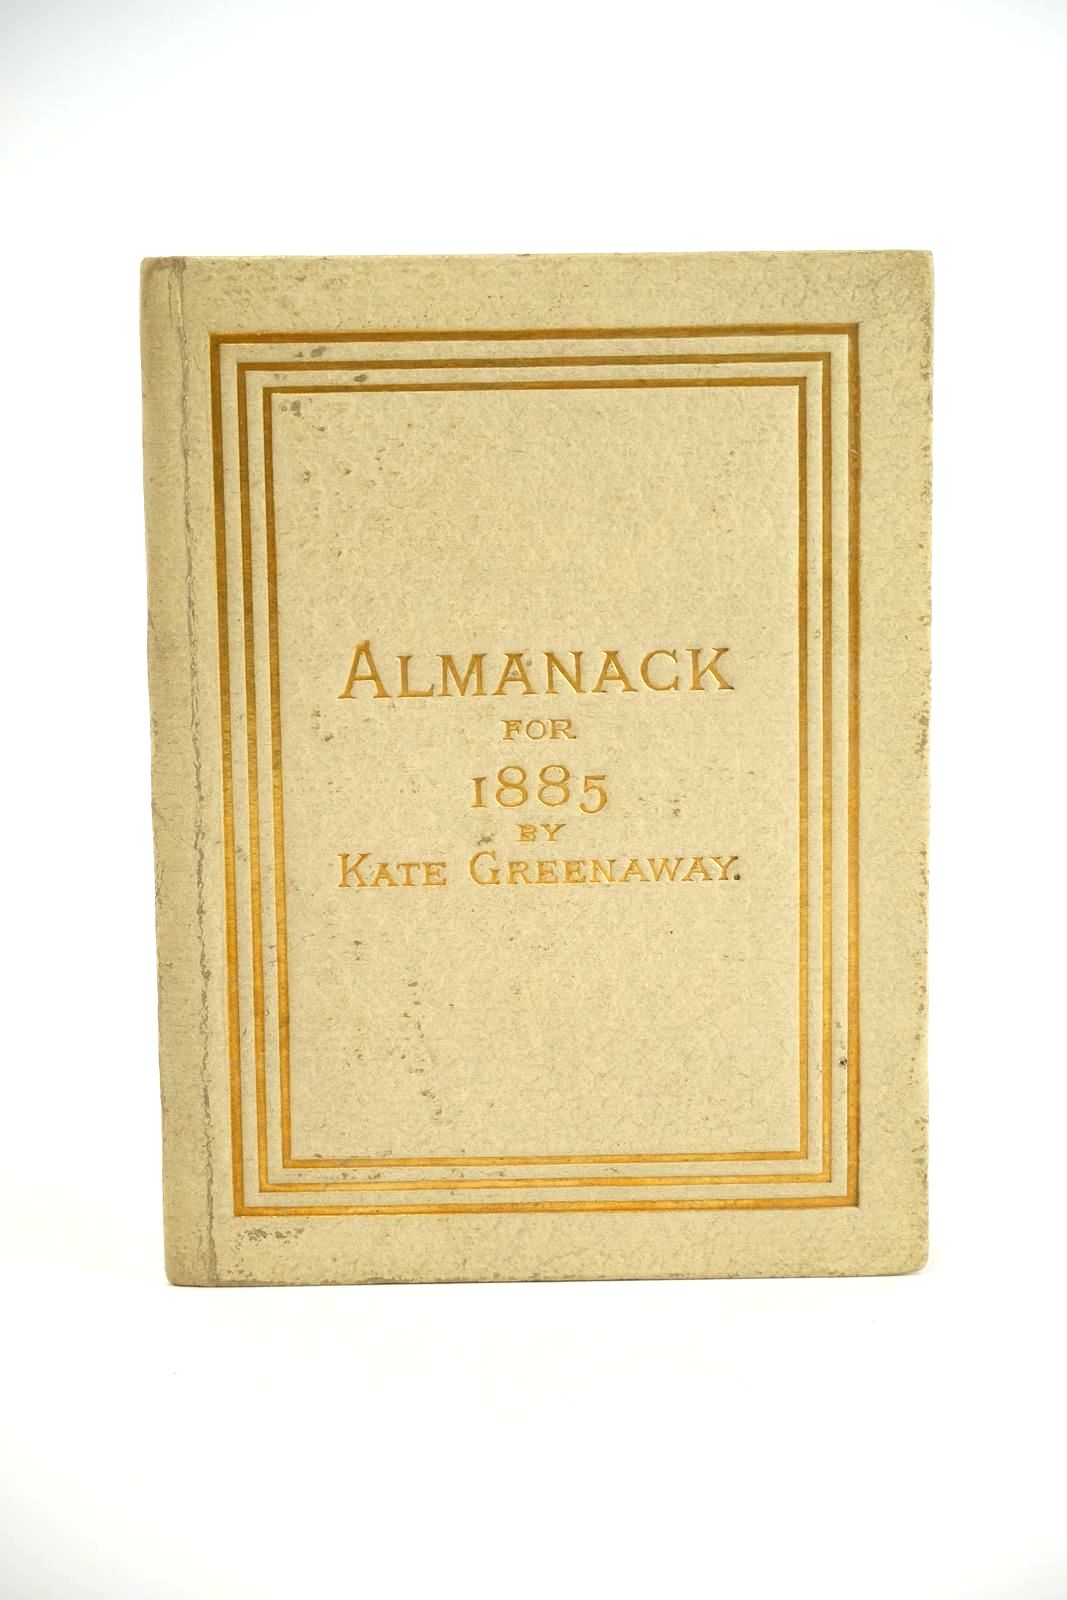 ALMANACK
FOR
1885
BY
KATE GREENAWAY.